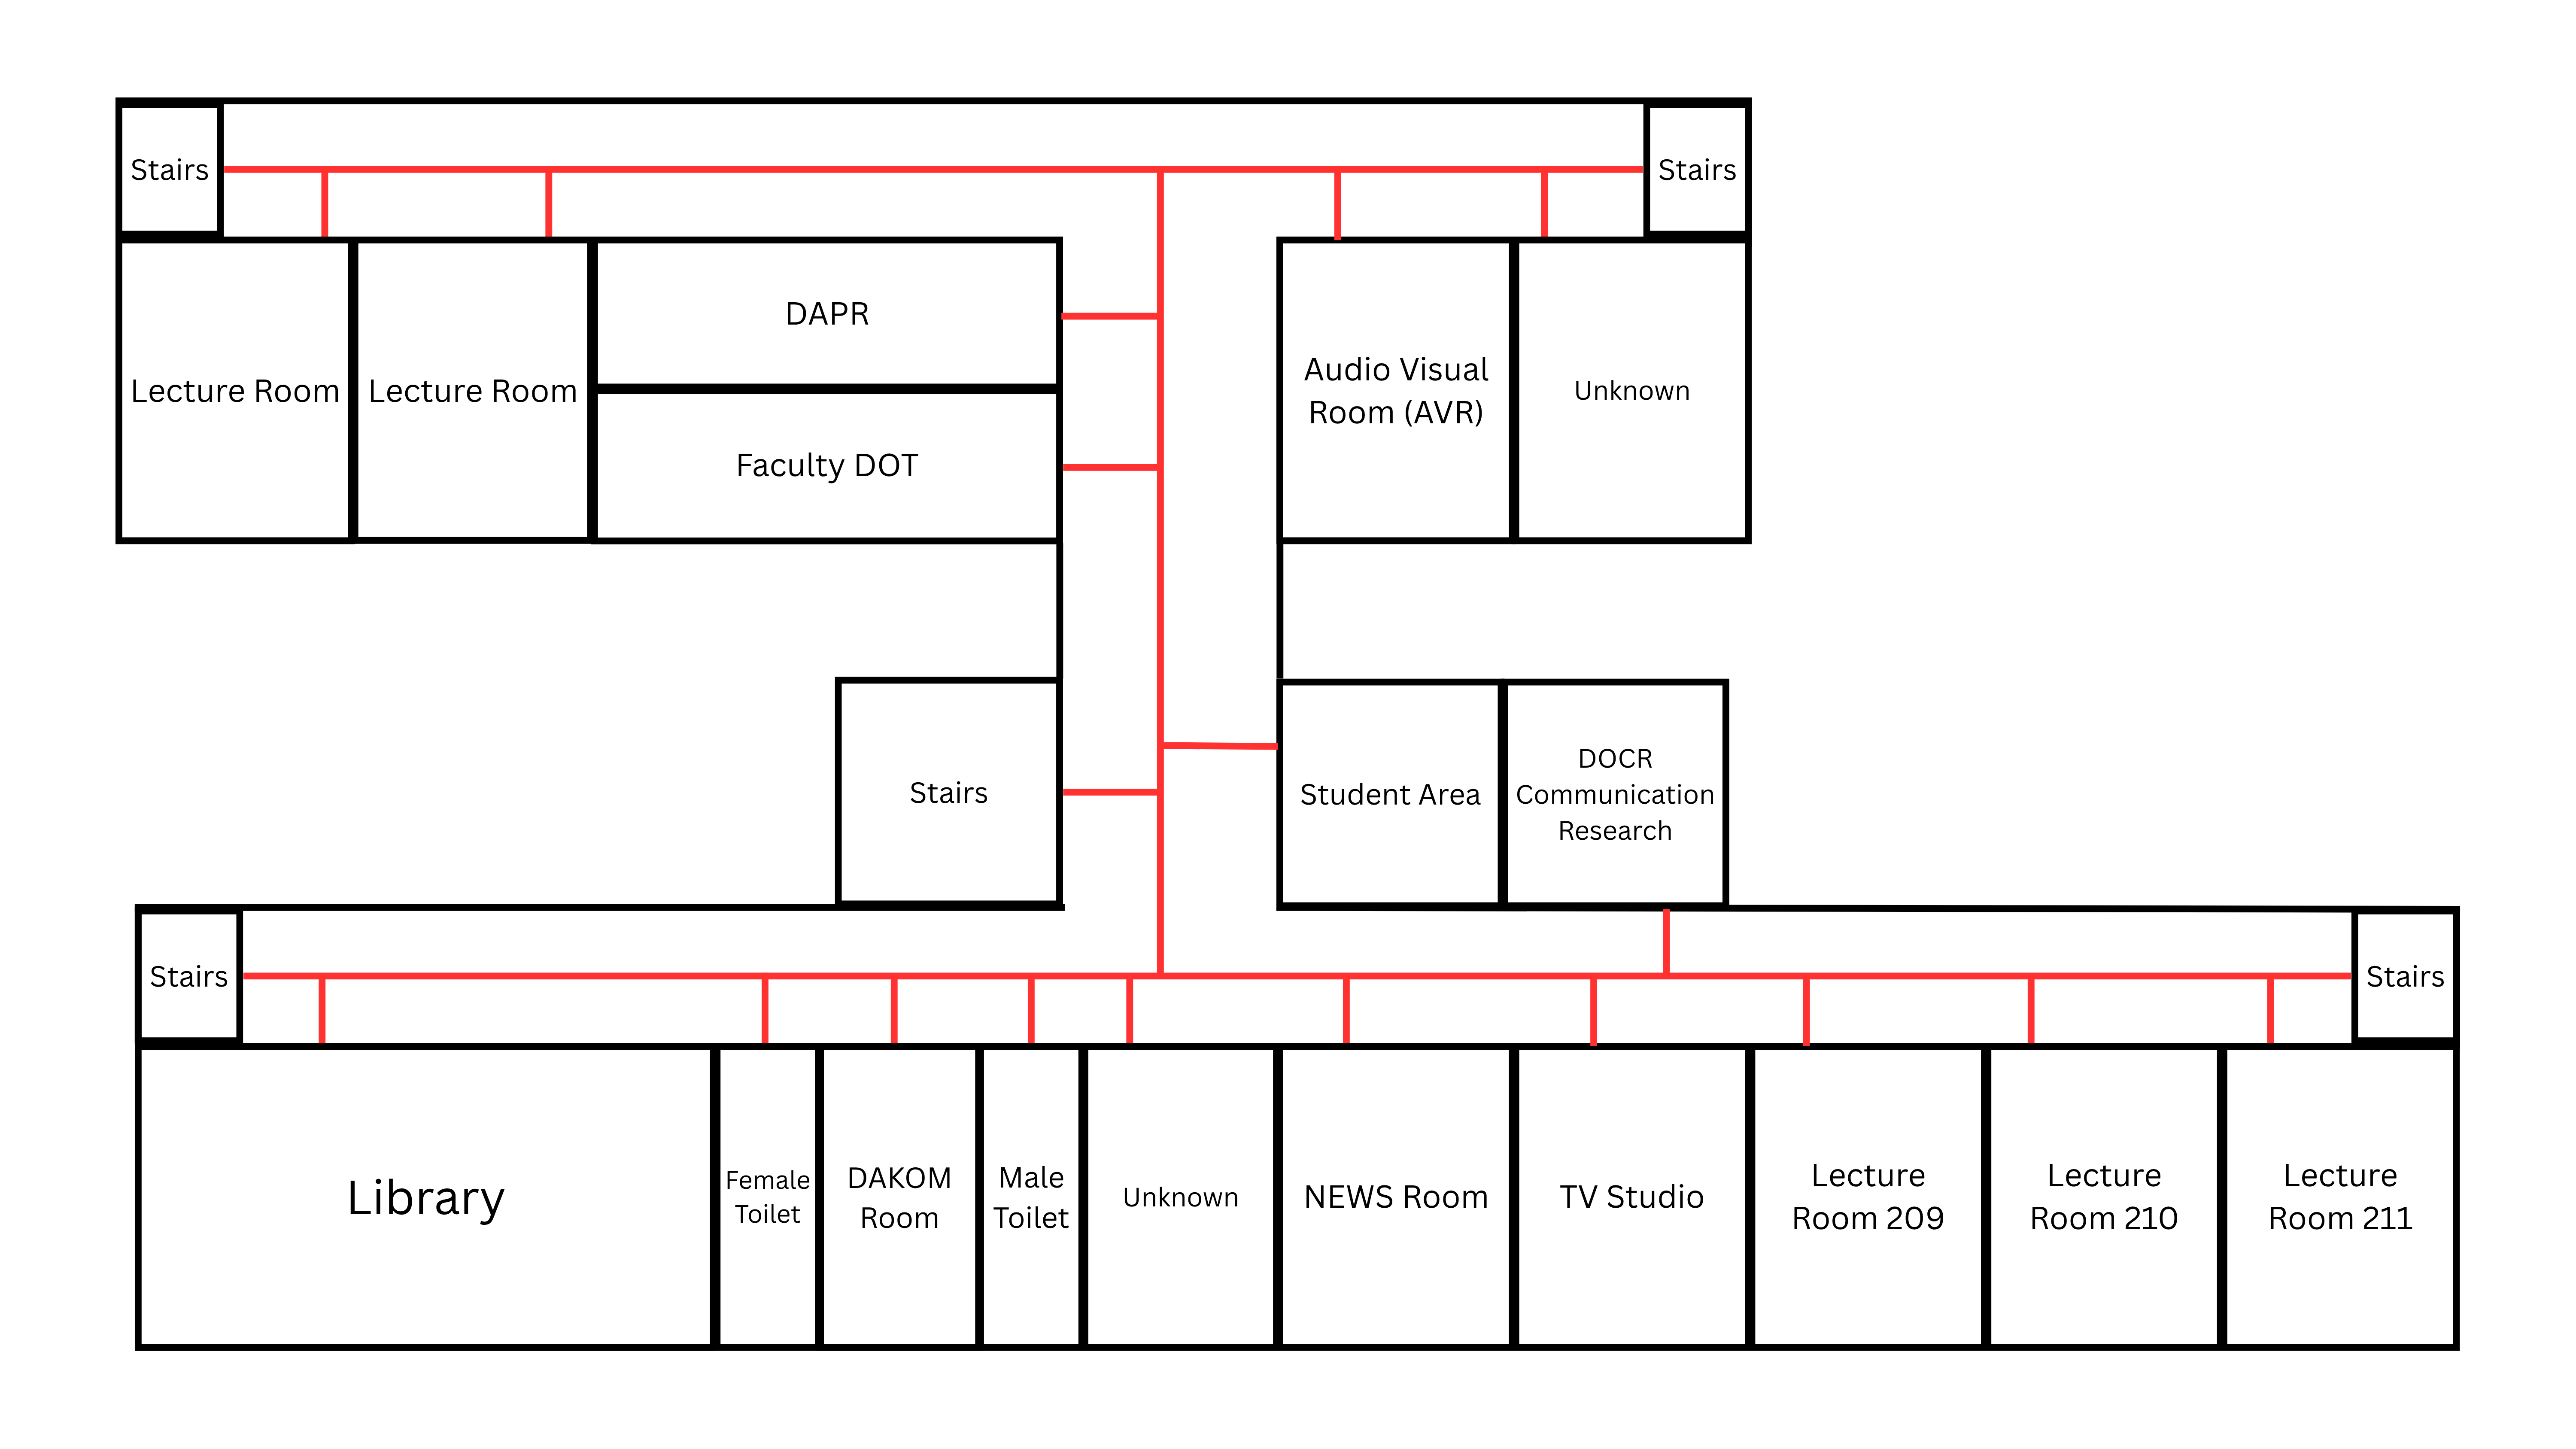 Stairs
Stairs
Lecture Room
Lecture Room
DAPR
Faculty DOT
Audio Visual
Room (AVR)
Unknown
Stairs
Student Area
DOCR
Communication
Research
Stairs
Stairs
Library
Female
Toilet
DAKOM
Room
Male
Toilet
Unknown
NEWS Room
TV Studio
Lecture
Room 209
Lecture
Room 210
Lecture
Room 211